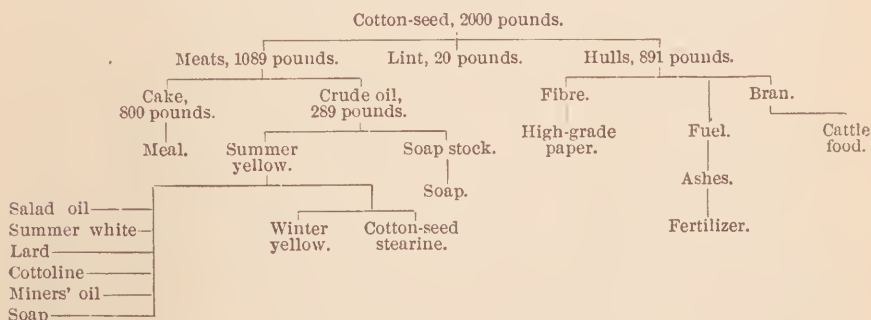 Cotton-seed, 2000 pounds.
Meats, 1089 pounds.
Lint, 20 pounds.
Hulls, 891 pounds.
Cake,
800 pounds.
Crude oil,
289 pounds.
Fibre.
Bran.
Meal.
Summer
yellow.
Soap stock.
High-grade
paper.
Fuel.
Cattle
food.
Soap.
Ashes.
Salad oil
Summer white
Lard
Cottoline
Miners' oil
Soap
Winter
yellow.
Cotton-seed
stearine.
Fertilizer.